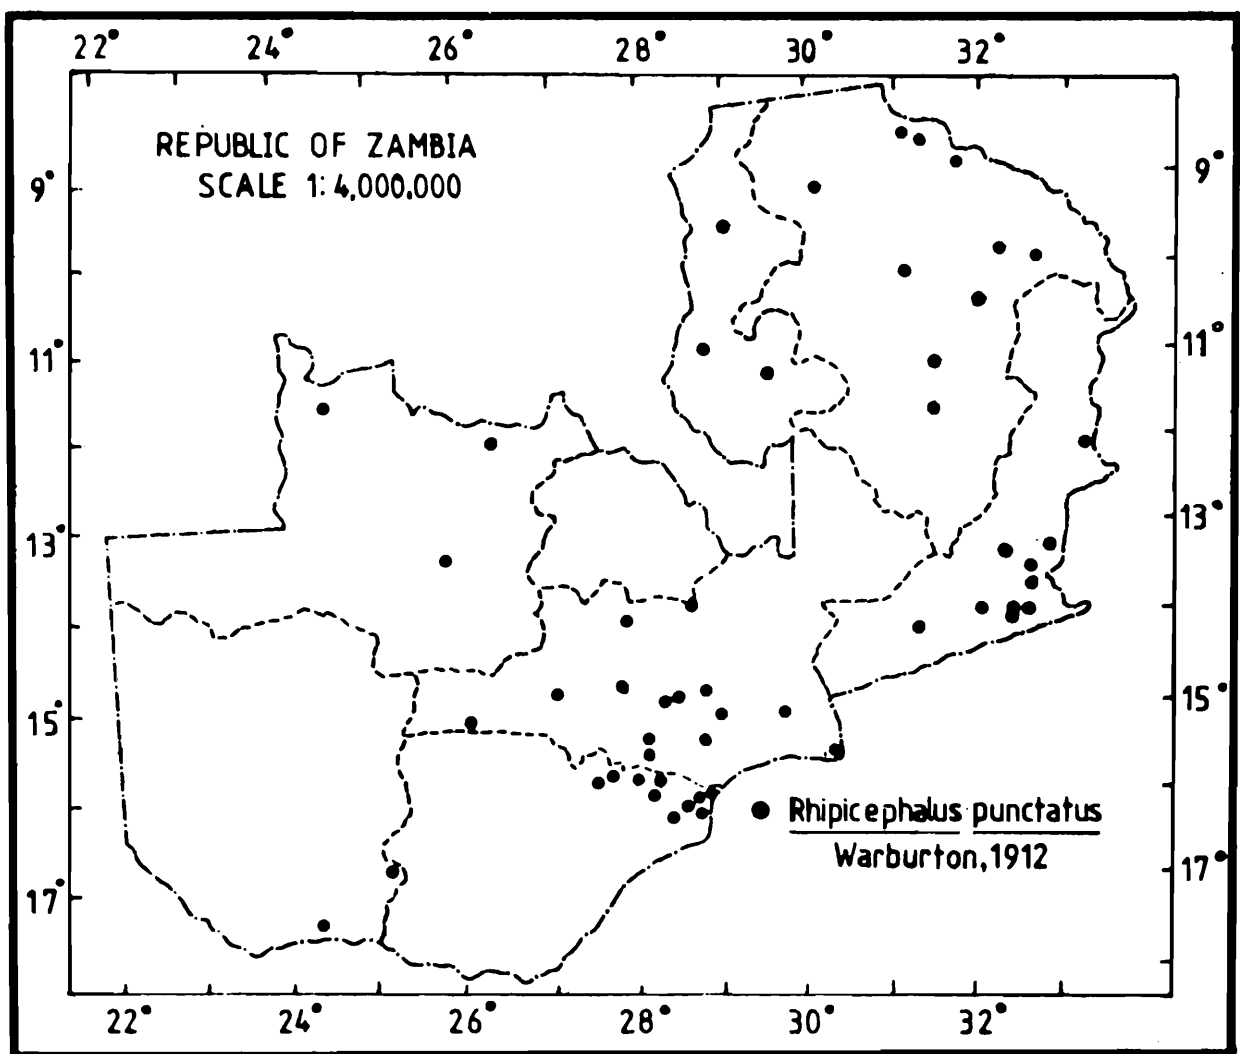 22° 24° 26° 28° 30° 32°
REPUBLIC OF ZAMBIA
SCALE 1:4,000,000
9° 9°
11° 11°
13° 13°
15° 15°
Rhipicephalus punctatus
Warburton, 1912
17° 17°
22° 24° 26° 28° 30° 32°